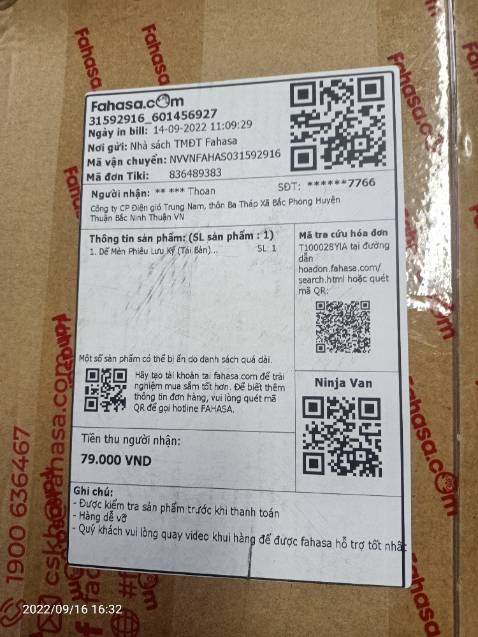 Fahasa.com
31592916_601456927
Ngày in bill: 14-09-2022 11:09:29
Nơi gửi: Nhà sách TMĐT Fahasa
Mã vận chuyển: NVVNFAHAS031592916
Mã đơn Tiki: 836489383
Người nhận: ** *** Thoan SĐT: ******7766
Công ty CP Điện gió Trung Nam, thôn Ba Tháp Xã Bắc Phong Huyện
Thuận Bắc Ninh Thuận VN
Thông tin sản phẩm: (SL sản phẩm : 1)
1. Dế Mèn Phiêu Lưu Ký (Tái Bản)... SL: 1
Mã tra cứu hóa đơn
T100028YIA tại đường
dẫn
hoadon.fahasa.com/
search.html hoặc quét
mã QR:
Một số sản phẩm có thể bị ẩn do danh sách quá dài.
Hãy tạo tài khoản tại fahasa.com để trải
nghiệm mua sắm tốt hơn. Để biết thêm
thông tin đơn hàng, vui lòng quét mã
QR để gọi hotline FAHASA.
Ninja Van
Tiền thu người nhận:
79.000 VND
Ghi chú:
- Được kiểm tra sản phẩm trước khi thanh toán
- Hàng dễ vỡ
- Quý khách vui lòng quay video khui hàng để được fahasa hỗ trợ tốt nhất
Fahasa
Fahasa
Fahasa
Fahasa
1900 636467
Fahasa.com
2022/09/16 16:32